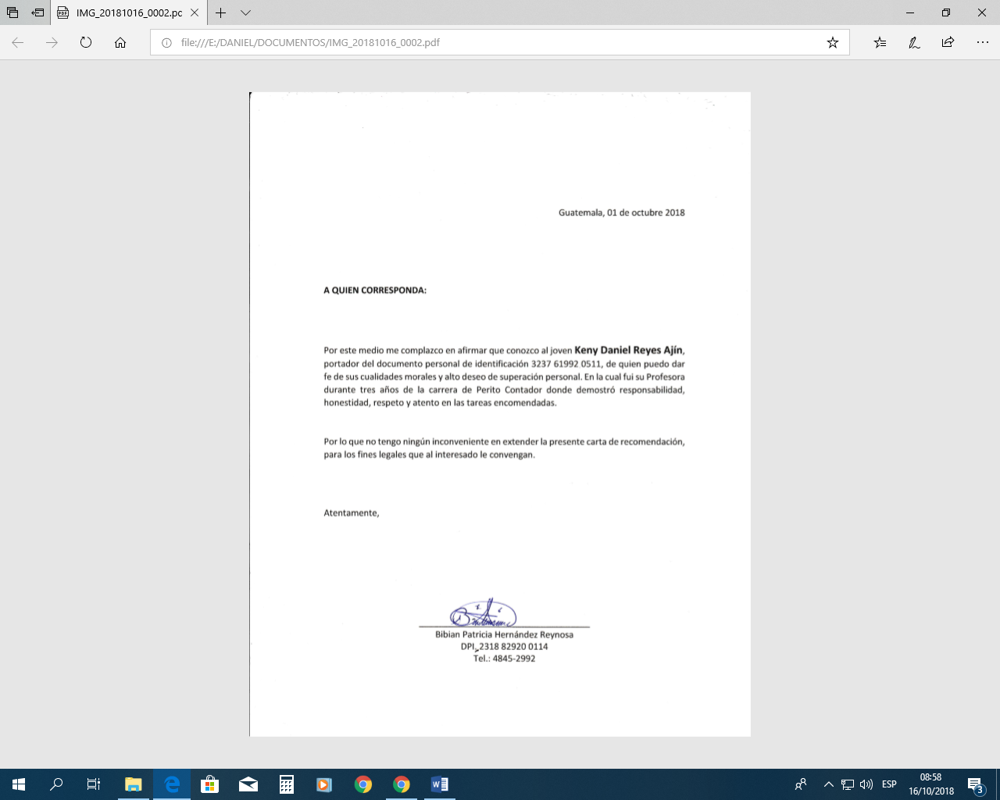 IMG_20181016_0002.pc
file:///E:/DANIEL/DOCUMENTOS/IMG_20181016_0002.pdf
Guatemala, 01 de octubre 2018
A QUIEN CORRESPONDA:
Por este medio me complazco en afirmar que conozco al joven Keny Daniel Reyes Ajín,
portador del documento personal de identificación 3237 61992 0511, de quien puedo dar
fe de sus cualidades morales y alto deseo de superación personal. En la cual fui su Profesora
durante tres años de la carrera de Perito Contador donde demostró responsabilidad,
honestidad, respeto y atento en las tareas encomendadas.
Por lo que no tengo ningún inconveniente en extender la presente carta de recomendación,
para los fines legales que al interesado le convengan.
Atentamente,
Bibian Patricia Hernández Reynosa
DPI. 2318 82920 0114
Tel.: 4845-2992
ESP
08:58
16/10/2018
3